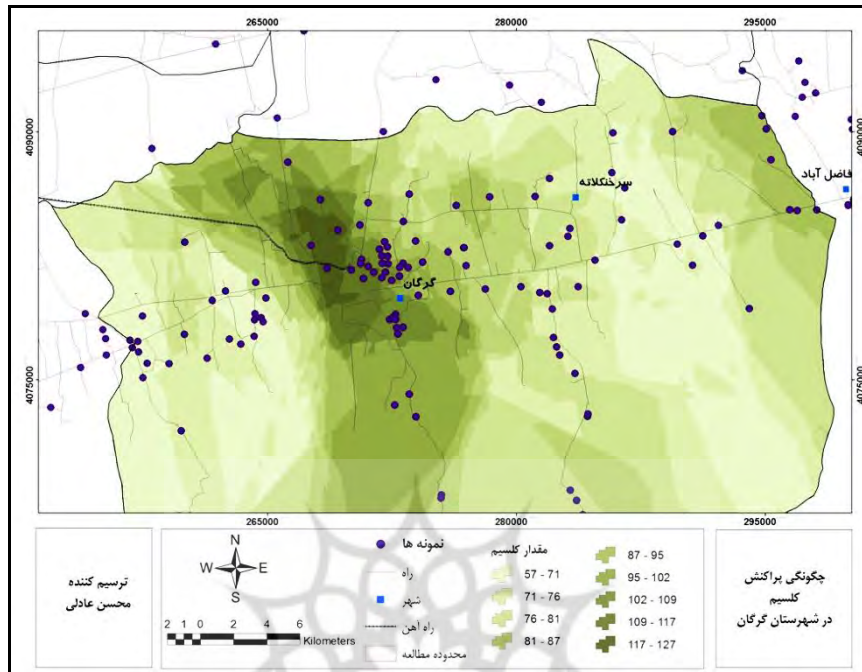 265000 280000 295000
4090000 4090000
سرخنکلاته
فاضل آباد
گرگان
4075000 4075000
265000 280000 295000
ترسیم کننده
محسن عادلی
N
W E
S
2 1 0 2 4 6
Kilometers
نمونه ها
راه
شهر
راه آهن
محدوده مطالعه
مقدار کلسیم
57 - 71
71 - 76
76 - 81
81 - 87
87 - 95
95 - 102
102 - 109
109 - 117
117 - 127
چگونگی پراکنش
کلسیم
در شهرستان گرگان